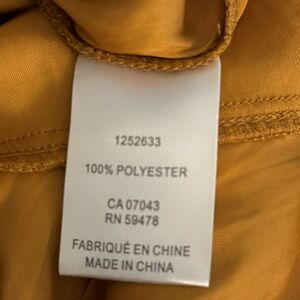 1252633
100% POLYESTER
CA 07043
RN 59478
FABRIQUÉ EN CHINE
MADE IN CHINA